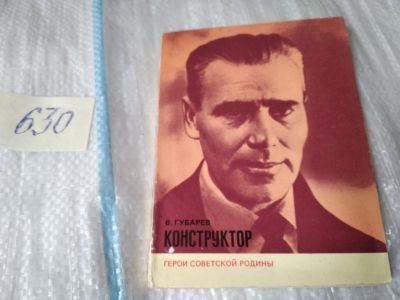 630
В. ГУБАРЕВ
КОНСТРУКТОР
ГЕРОИ СОВЕТСКОЙ РОДИНЫ